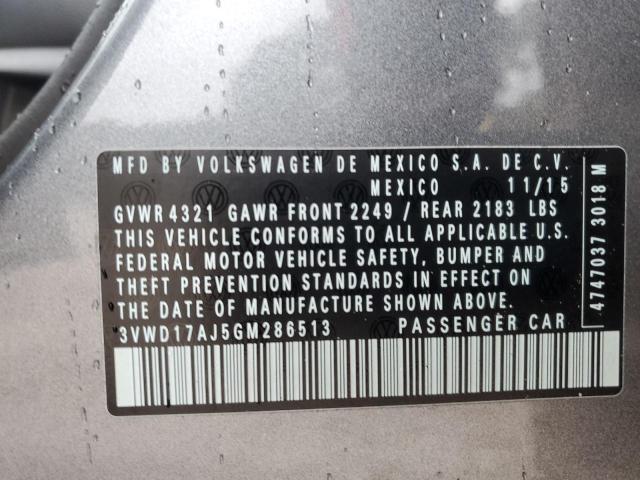 MFD BY VOLKSWAGEN DE MEXICO S.A. DE C.V.
MEXICO 11/15
GVWR 4321 GAWR FRONT 2249 / REAR 2183 LBS
THIS VEHICLE CONFORMS TO ALL APPLICABLE U.S.
FEDERAL MOTOR VEHICLE SAFETY, BUMPER AND
THEFT PREVENTION STANDARDS IN EFFECT ON
THE DATE OF MANUFACTURE SHOWN ABOVE.
3VWD17AJ5GM286513 PASSENGER CAR
4747037 3018 M